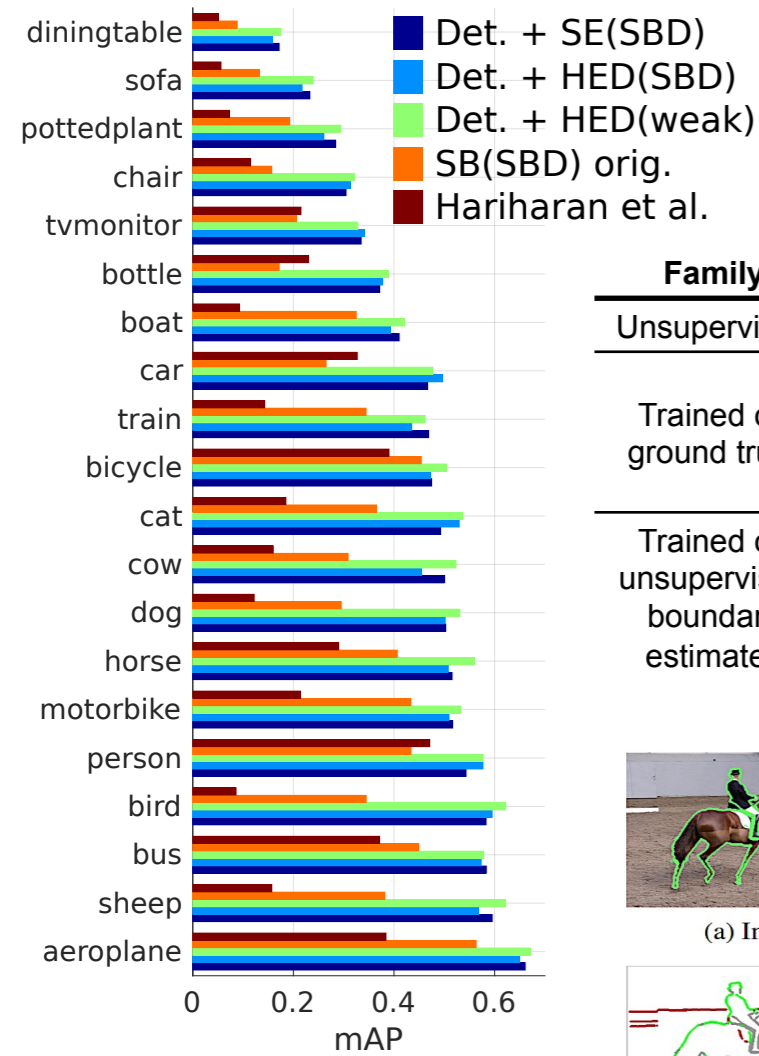 diningtable
sofa
pottedplant
chair
tvmonitor
bottle
boat
car
train
bicycle
cat
cow
dog
horse
motorbike
person
bird
bus
sheep
aeroplane
0 0.2 0.4 0.6
mAP
Det. + SE(SBD)
Det. + HED(SBD)
Det. + HED(weak)
SB(SBD) orig.
Hariharan et al.
Family
Unsupervi
Trained
ground tru
Trained
unsupervis
boundar
estimate
(a) In